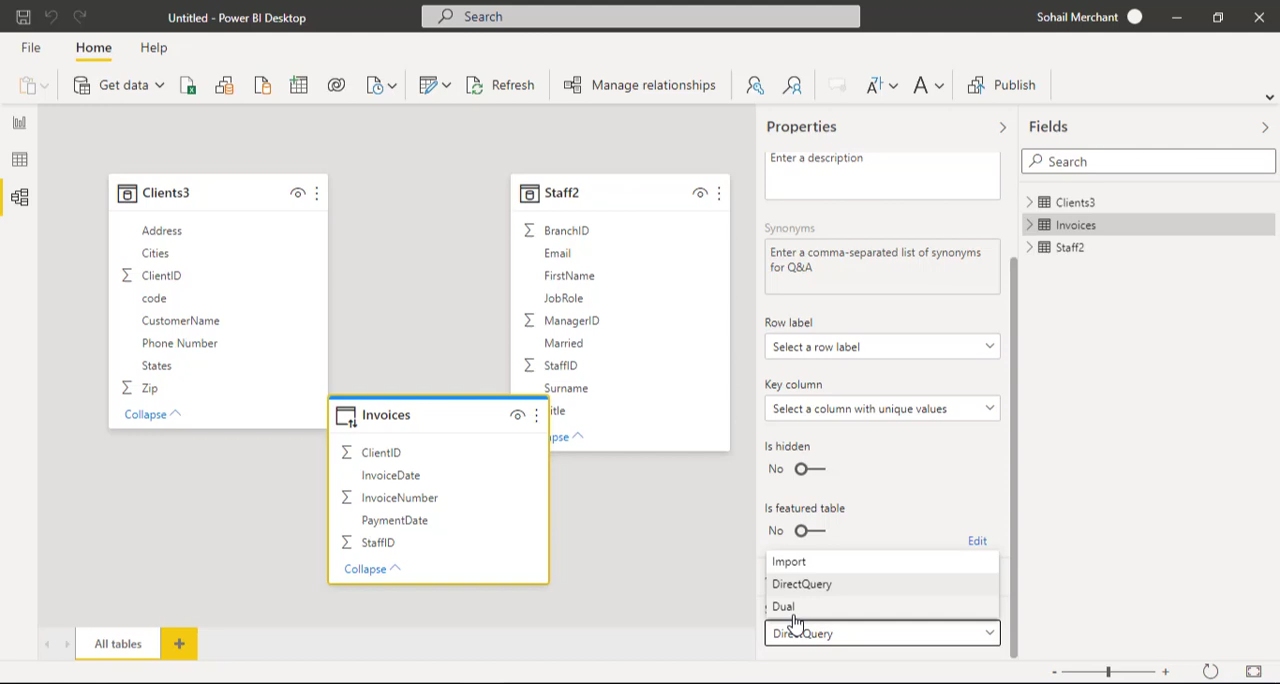 Untitled - Power BI Desktop
Search
Sohail Merchant
File
Home
Help
Get data
Refresh
Manage relationships
Publish
Clients3
Address
Cities
ClientID
code
CustomerName
Phone Number
States
Zip
Collapse
Staff2
BranchID
Email
FirstName
JobRole
ManagerID
Married
StaffID
Surname
Invoices
ClientID
InvoiceDate
InvoiceNumber
PaymentDate
StaffID
Collapse
All tables
+
Properties
Enter a description
Synonyms
Enter a comma-separated list of synonyms
for Q&A
Row label
Select a row label
Key column
Select a column with unique values
Is hidden
No
Is featured table
No
Edit
Import
DirectQuery
Dual
DirectQuery
Fields
Search
Clients3
Invoices
Staff2
- +